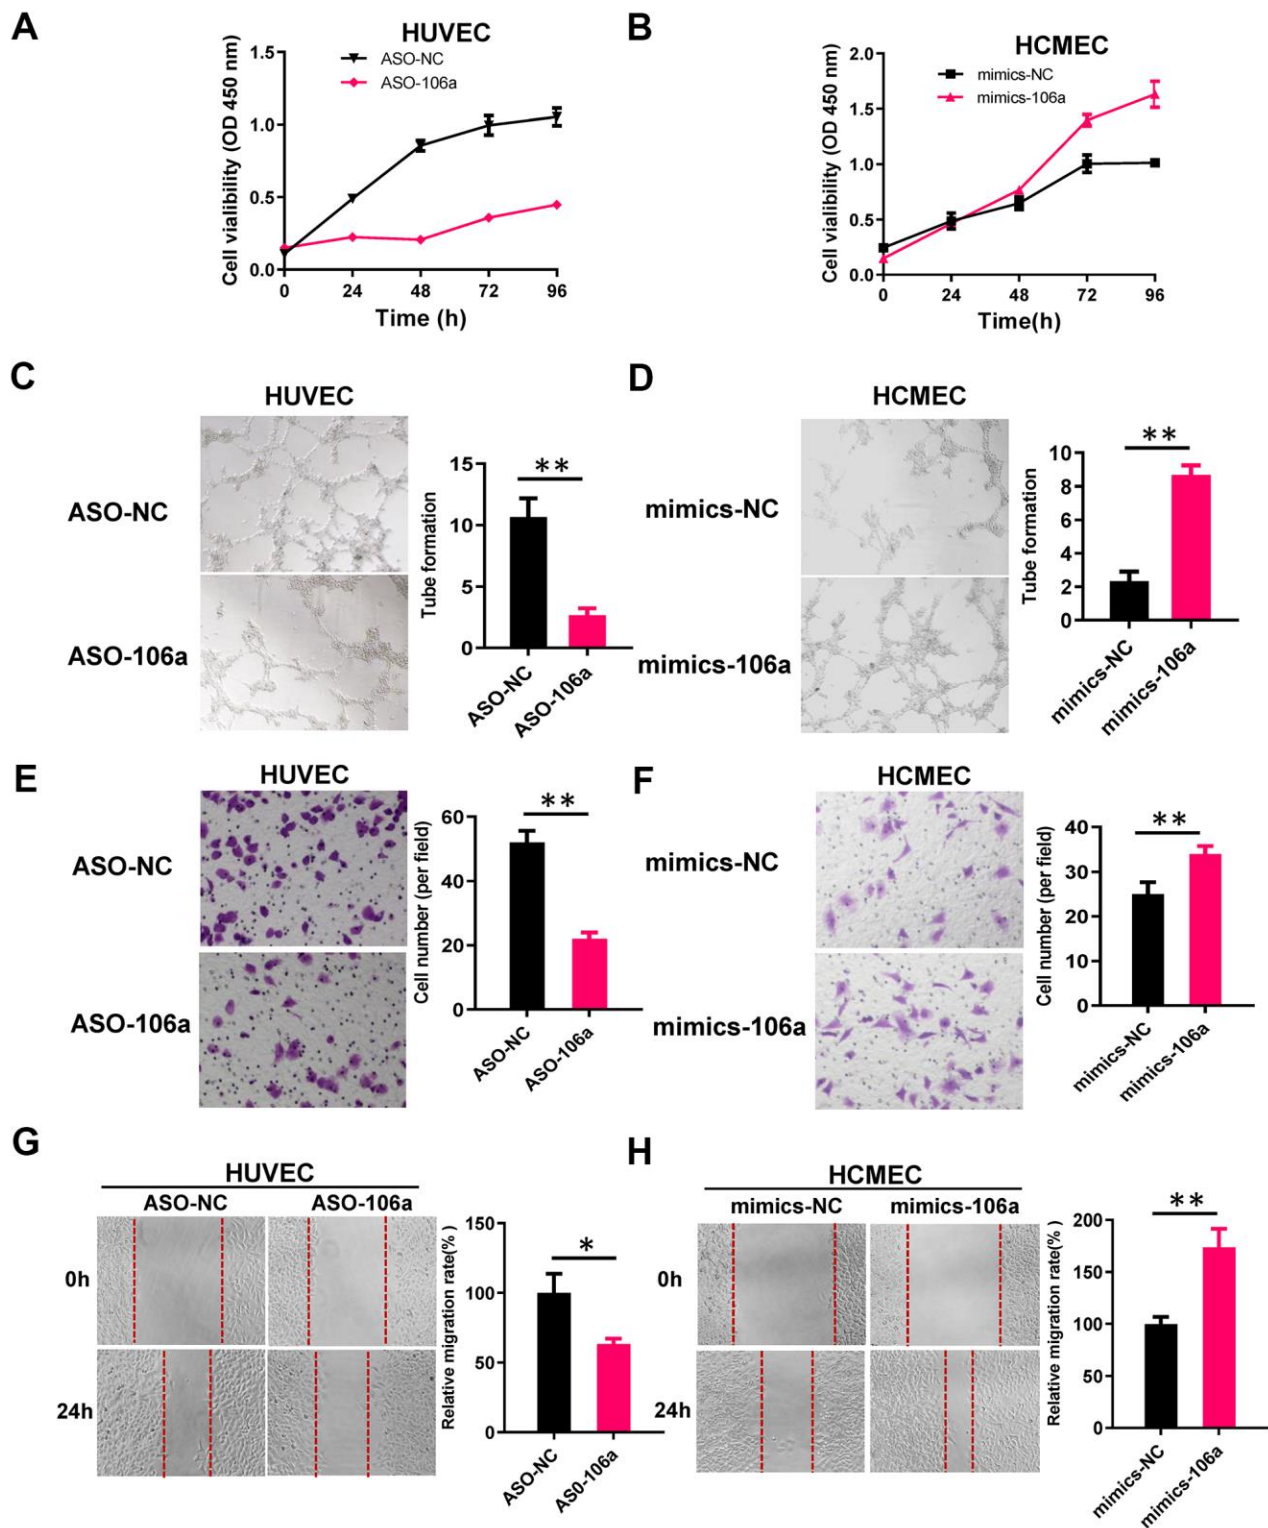 A
HUVEC
ASO-NC
ASO-106a
Cell vialibility (OD 450 nm)
1.5
1.0
0.5
0.0
0 24 48 72 96
Time (h)
B
HCMEC
mimics-NC
mimics-106a
Cell vialibility (OD 450 nm)
2.0
1.5
1.0
0.5
0.0
0 24 48 72 96
Time(h)
C
HUVEC
ASO-NC
ASO-106a
Tube formation
15
10
5
0
**
ASO-NC
ASO-106a
D
HCMEC
mimics-NC
mimics-106a
Tube formation
10
8
6
4
2
0
**
mimics-NC
mimics-106a
E
HUVEC
ASO-NC
ASO-106a
Cell number (per field)
60
40
20
0
**
ASO-NC
ASO-106a
F
HCMEC
mimics-NC
mimics-106a
Cell number (per field)
40
30
20
10
0
**
mimics-NC
mimics-106a
G
HUVEC
ASO-NC ASO-106a
0h
24h
Relative migration rate(%)
150
100
50
0
*
ASO-NC
AS0-106a
H
HCMEC
mimics-NC mimics-106a
0h
24h
Relative migration rate(%)
200
150
100
50
0
**
mimics-NC
mimics-106a